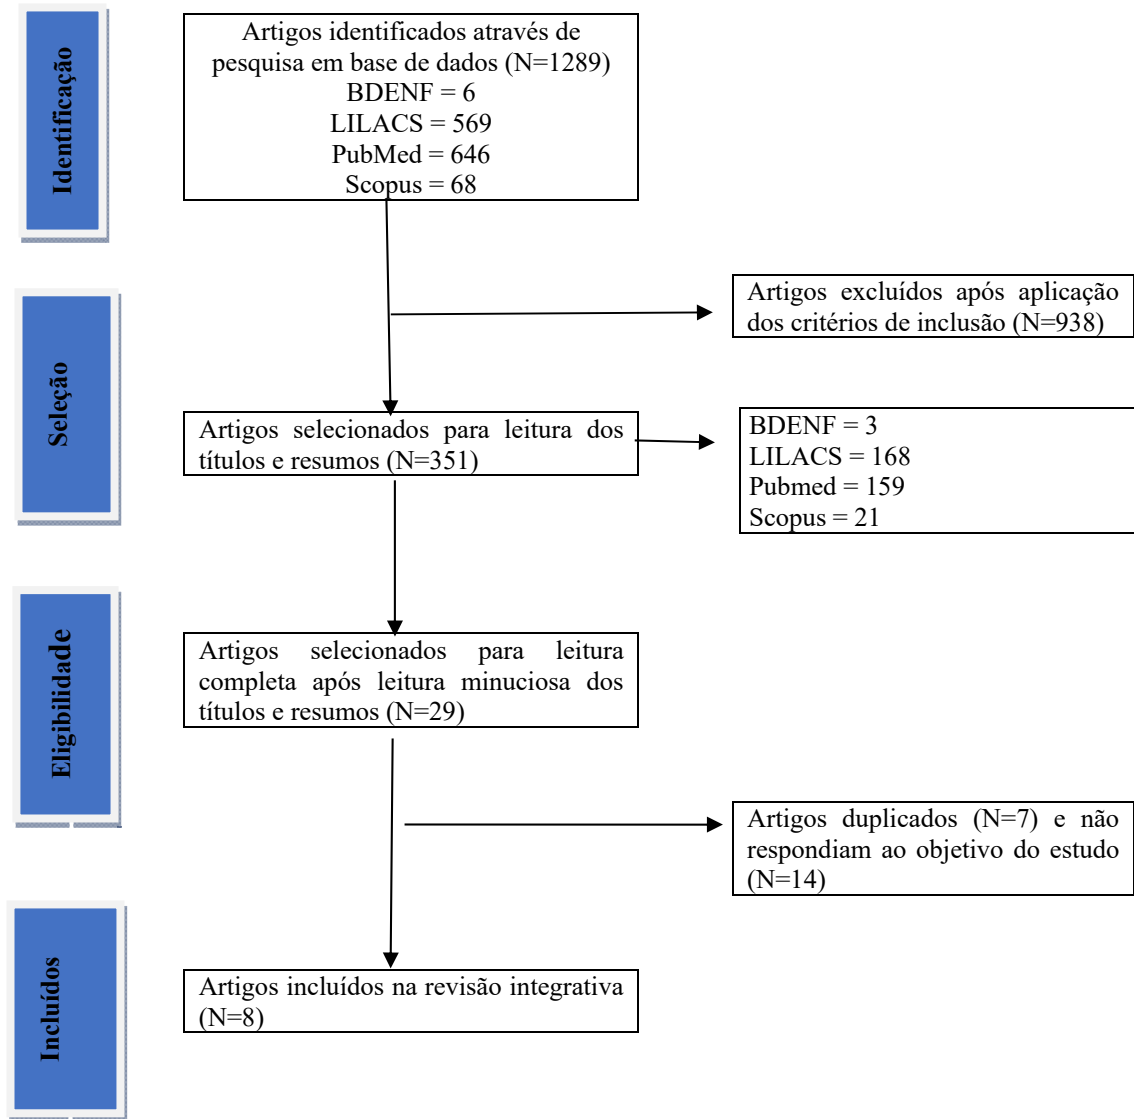 Identificação
Artigos identificados através de
pesquisa em base de dados (N=1289)
BDENF = 6
LILACS = 569
PubMed = 646
Scopus = 68
Artigos excluídos após aplicação
dos critérios de inclusão (N=938)
Seleção
Artigos selecionados para leitura dos
títulos e resumos (N=351)
BDENF = 3
LILACS = 168
Pubmed = 159
Scopus = 21
Eligibilidade
Artigos selecionados para leitura
completa após leitura minuciosa dos
títulos e resumos (N=29)
Artigos duplicados (N=7) e não
respondiam ao objetivo do estudo
(N=14)
Incluídos
Artigos incluídos na revisão integrativa
(N=8)